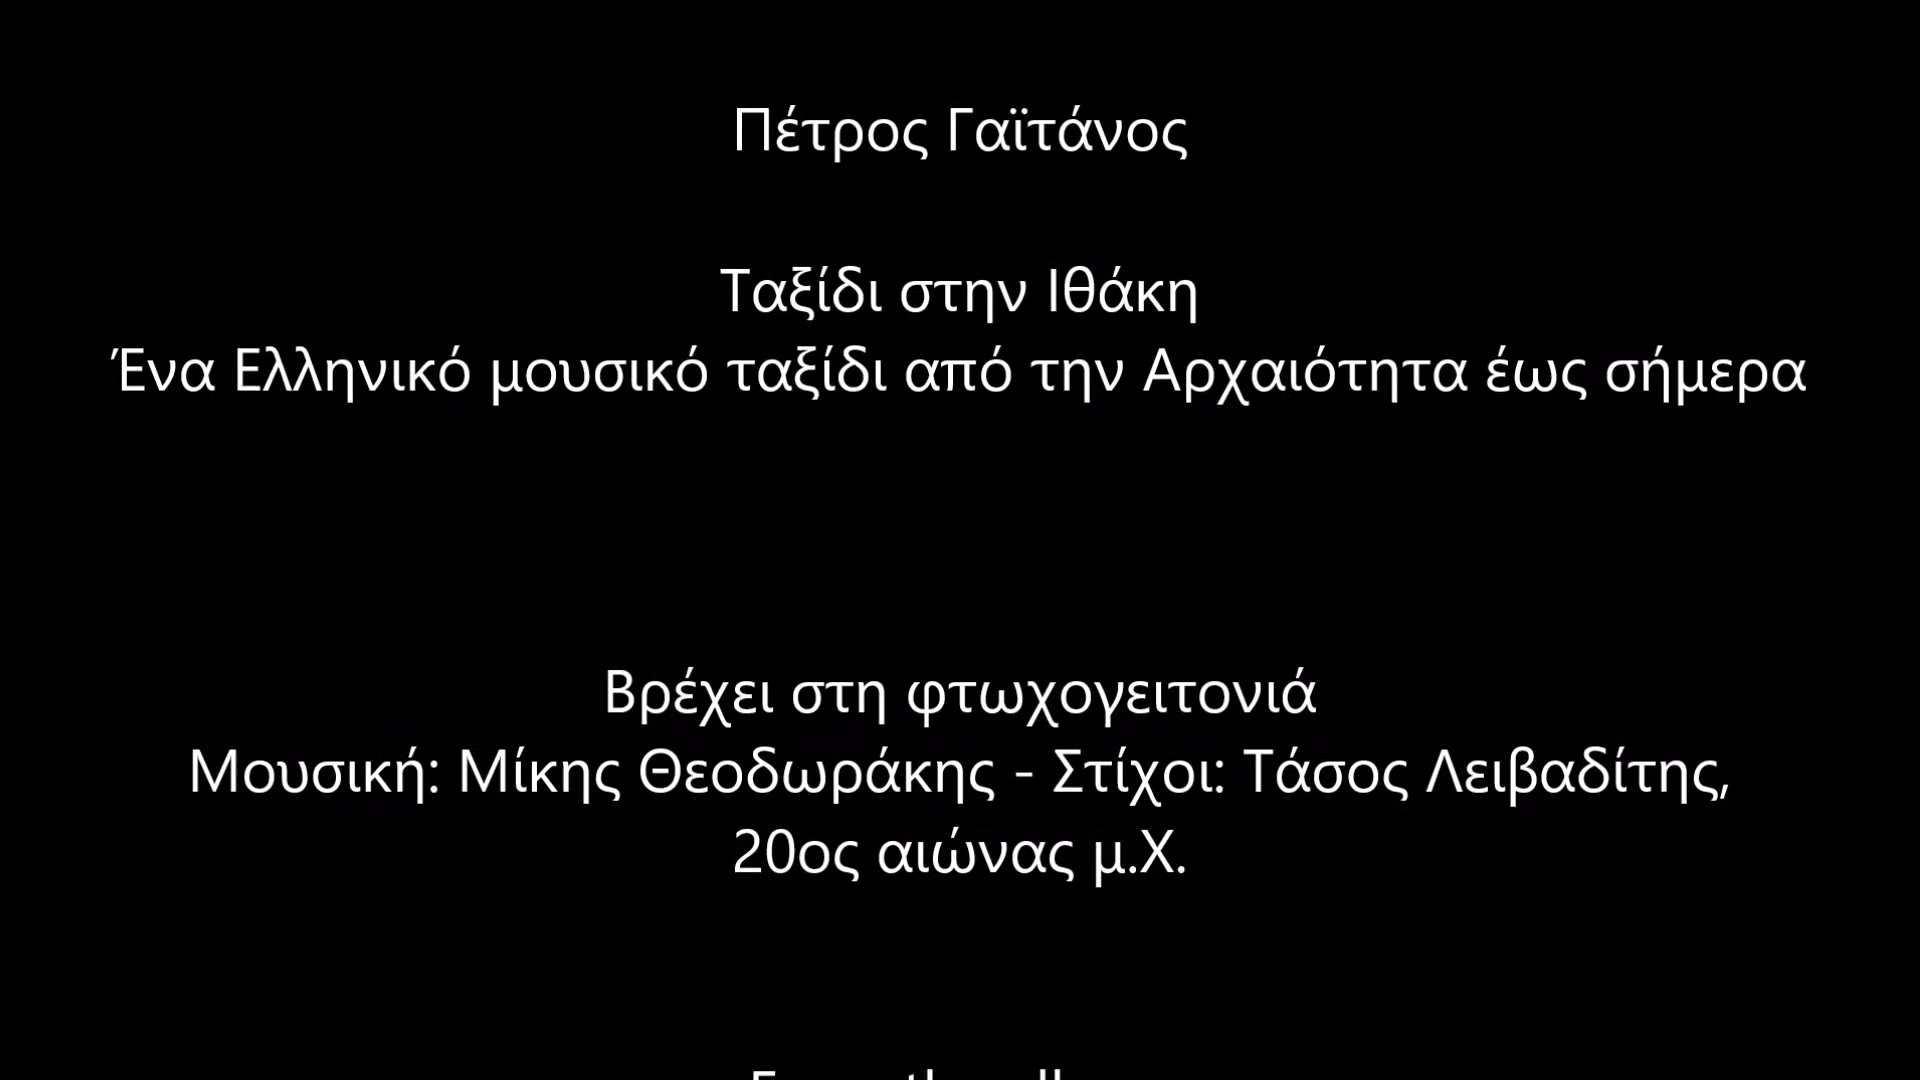 Πέτρος Γαϊτάνος
Ταξίδι στην Ιθάκη
Ένα Ελληνικό μουσικό ταξίδι από την Αρχαιότητα έως σήμερα
Βρέχει στη φτωχογειτονιά
Μουσική: Μίκης Θεοδωράκης - Στίχοι: Τάσος Λειβαδίτης,
20ος αιώνας μ.Χ.